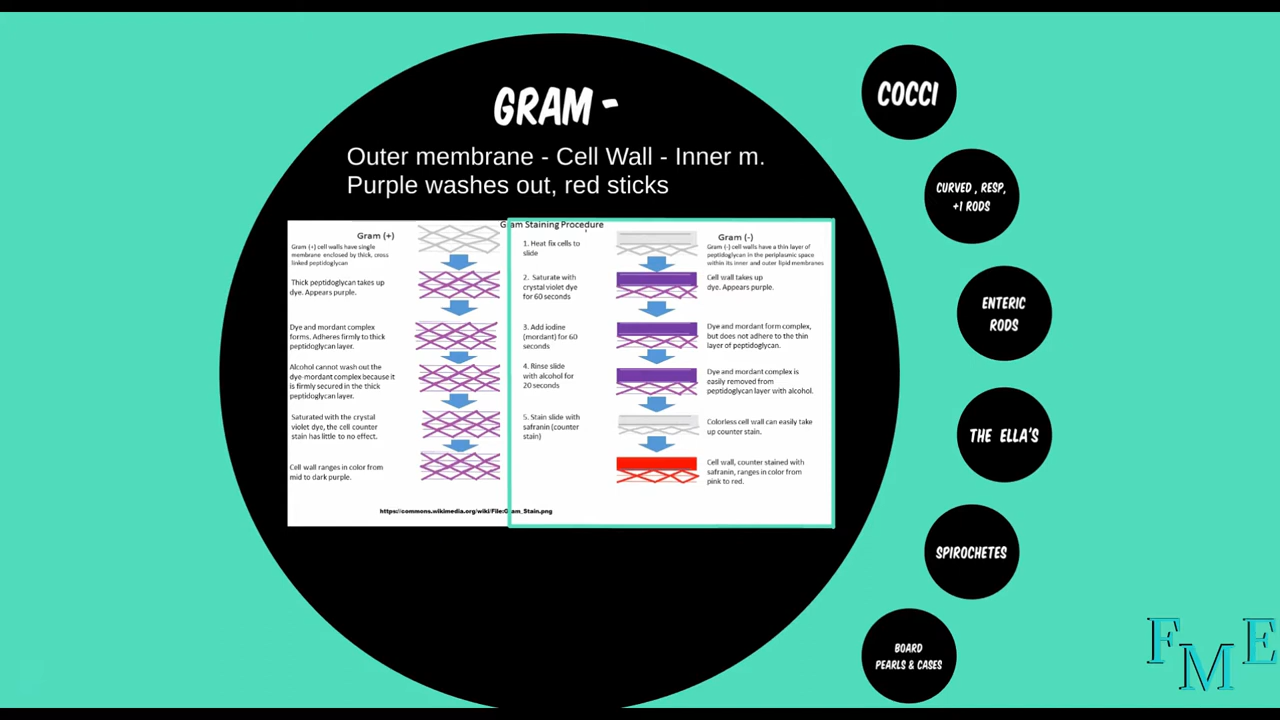 GRAM -
Outer membrane - Cell Wall - Inner m.
Purple washes out, red sticks
Gram Staining Procedure
Gram (+)
Gram (+) cell walls have single
membrane enclosed by thick, cross
linked peptidoglycan
Thick peptidoglycan takes up
dye. Appears purple.
Dye and mordant complex
forms. Adheres firmly to thick
peptidoglycan layer.
Alcohol cannot wash out the
dye-mordant complex because it
is firmly secured in the thick
peptidoglycan layer.
Saturated with the crystal
violet dye, the cell counter
stain has little to no effect.
Cell wall ranges in color from
mid to dark purple.
1. Heat fix cells to
slide
2. Saturate with
crystal violet dye
for 60 seconds
3. Add iodine
(mordant) for 60
seconds
4. Rinse slide
with alcohol for
20 seconds
5. Stain slide with
safranin (counter
stain)
Gram (-)
Gram (-) cell walls have a thin layer of
peptidoglycan in the periplasmic space
within its inner and outer lipid membranes
Cell wall takes up
dye. Appears purple.
Dye and mordant form complex,
but does not adhere to the thin
layer of peptidoglycan.
Dye and mordant complex is
easily removed from
peptidoglycan layer with alcohol.
Colorless cell wall can easily take
up counter stain.
Cell wall, counter stained with
safranin, ranges in color from
pink to red.
https://commons.wikimedia.org/wiki/File:Gram_Stain.png
COCCI
CURVED , RESP,
+1 RODS
ENTERIC
RODS
THE ELLA'S
SPIROCHETES
BOARD
PEARLS & CASES
FME